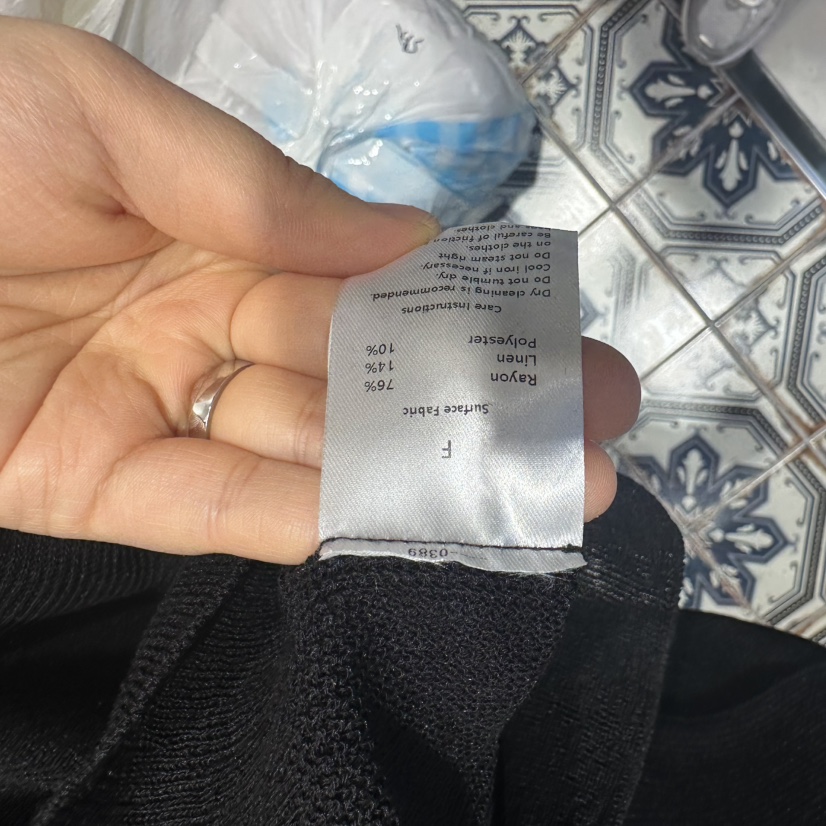 -0389
F
Surface Fabric
Rayon 76%
Linen 14%
Polyester 10%
Care Instructions
Dry cleaning is recommended.
Do not tumble dry.
Cool iron if necessary.
Do not steam right
on the clothes.
Be careful of friction
and clothes.